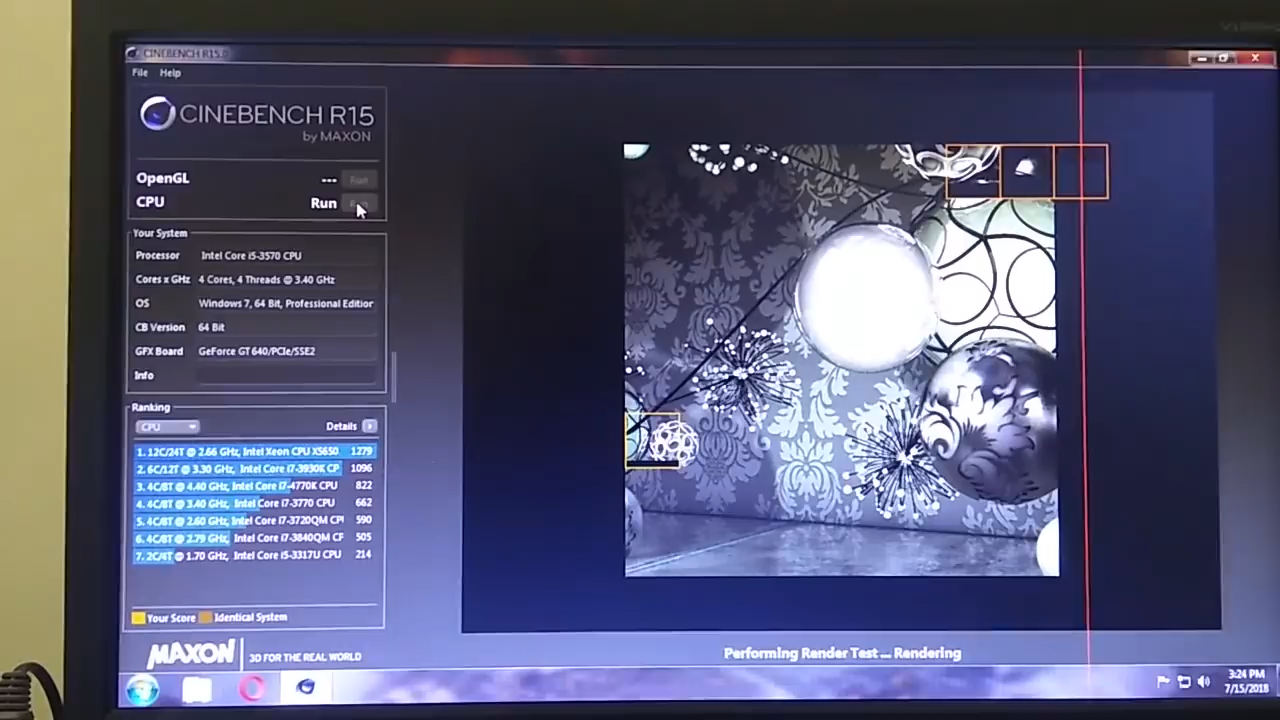 CINEBENCH R15.0
File Help
CINEBENCH R15
by MAXON
OpenGL --- Run
CPU Run
Your System
Processor Intel Core i5-3570 CPU
Cores x GHz 4 Cores, 4 Threads @ 3.40 GHz
OS Windows 7, 64 Bit, Professional Edition
CB Version 64 Bit
GFX Board GeForce GT 640/PCIe/SSE2
Info
Ranking
CPU Details
1. 12C/24T @ 2.66 GHz, Intel Xeon CPU X5650 1279
2. 6C/12T @ 3.30 GHz, Intel Core i7-3930K CP 1096
3. 4C/8T @ 4.40 GHz, Intel Core i7-4770K CPU 822
4. 4C/8T @ 3.40 GHz, Intel Core i7-3770 CPU 662
5. 4C/8T @ 2.60 GHz, Intel Core i7-3720QM CP 590
6. 4C/8T @ 2.79 GHz, Intel Core i7-3840QM CP 505
7. 2C/4T @ 1.70 GHz, Intel Core i5-3317U CPU 214
Your Score Identical System
MAXON 3D FOR THE REAL WORLD
Performing Render Test ... Rendering
3:24 PM
7/15/2018